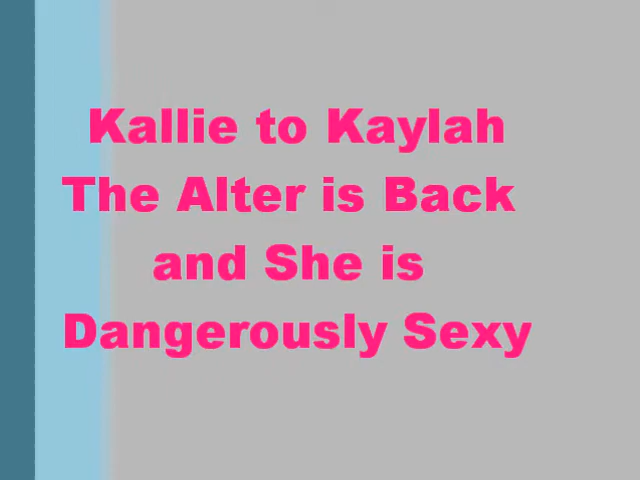 Kallie to Kaylah
The Alter is Back
and She is
Dangerously Sexy